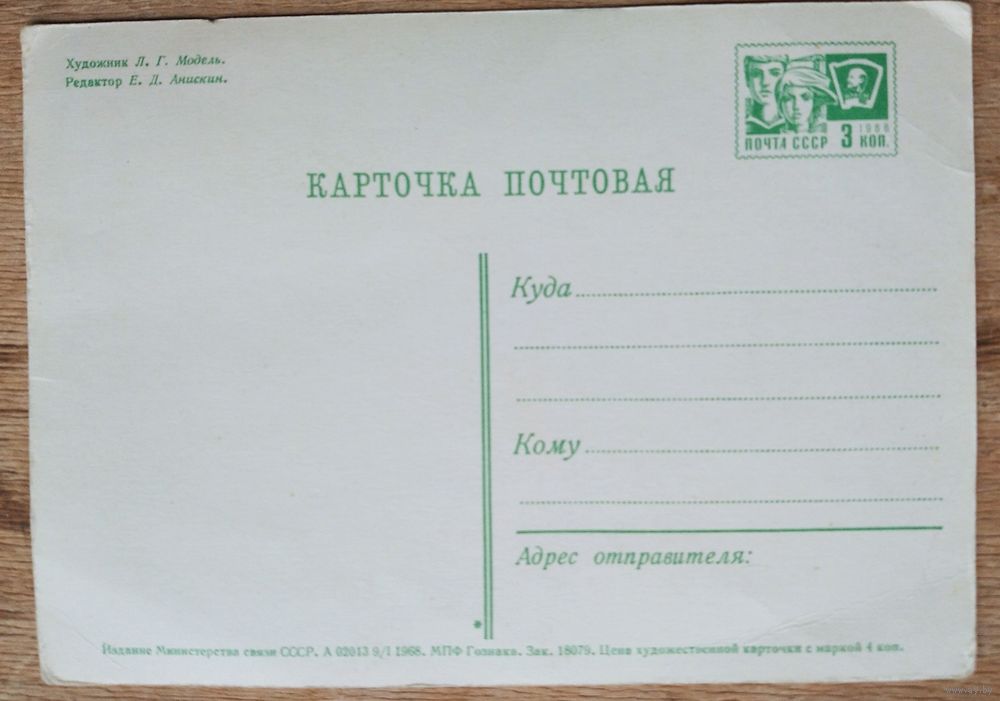 Художник Л. Г. Модель.
Редактор Е. Д. Анискин.
1966
ПОЧТА СССР 3 КОП.
КАРТОЧКА ПОЧТОВАЯ
Куда
Кому
Адрес отправителя:
*
Издание Министерства связи СССР. А 02013 9/I 1968. МПФ Гознака. Зак. 18079. Цена художественной карточки с маркой 4 коп.